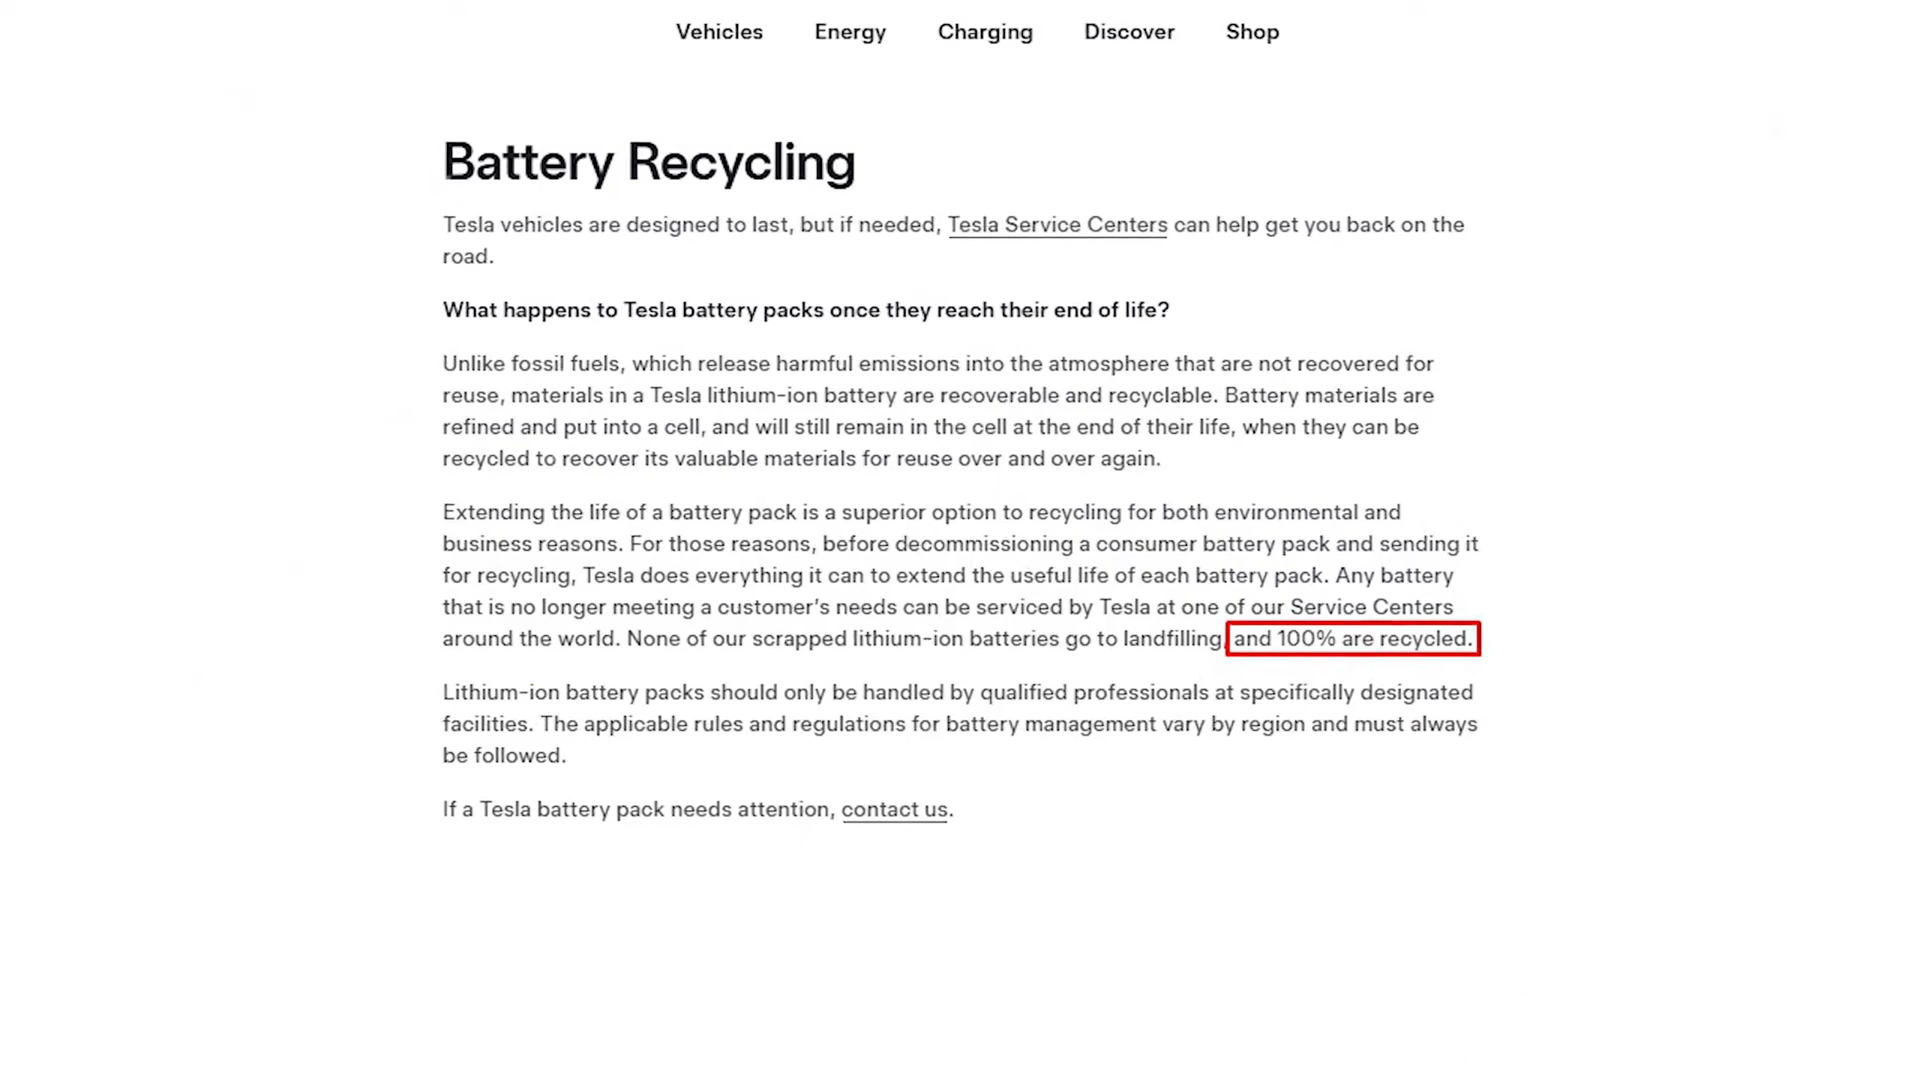 Vehicles Energy Charging Discover Shop
Battery Recycling
Tesla vehicles are designed to last, but if needed, Tesla Service Centers can help get you back on the
road.
What happens to Tesla battery packs once they reach their end of life?
Unlike fossil fuels, which release harmful emissions into the atmosphere that are not recovered for
reuse, materials in a Tesla lithium-ion battery are recoverable and recyclable. Battery materials are
refined and put into a cell, and will still remain in the cell at the end of their life, when they can be
recycled to recover its valuable materials for reuse over and over again.
Extending the life of a battery pack is a superior option to recycling for both environmental and
business reasons. For those reasons, before decommissioning a consumer battery pack and sending it
for recycling, Tesla does everything it can to extend the useful life of each battery pack. Any battery
that is no longer meeting a customer's needs can be serviced by Tesla at one of our Service Centers
around the world. None of our scrapped lithium-ion batteries go to landfilling, and 100% are recycled.
Lithium-ion battery packs should only be handled by qualified professionals at specifically designated
facilities. The applicable rules and regulations for battery management vary by region and must always
be followed.
If a Tesla battery pack needs attention, contact us.